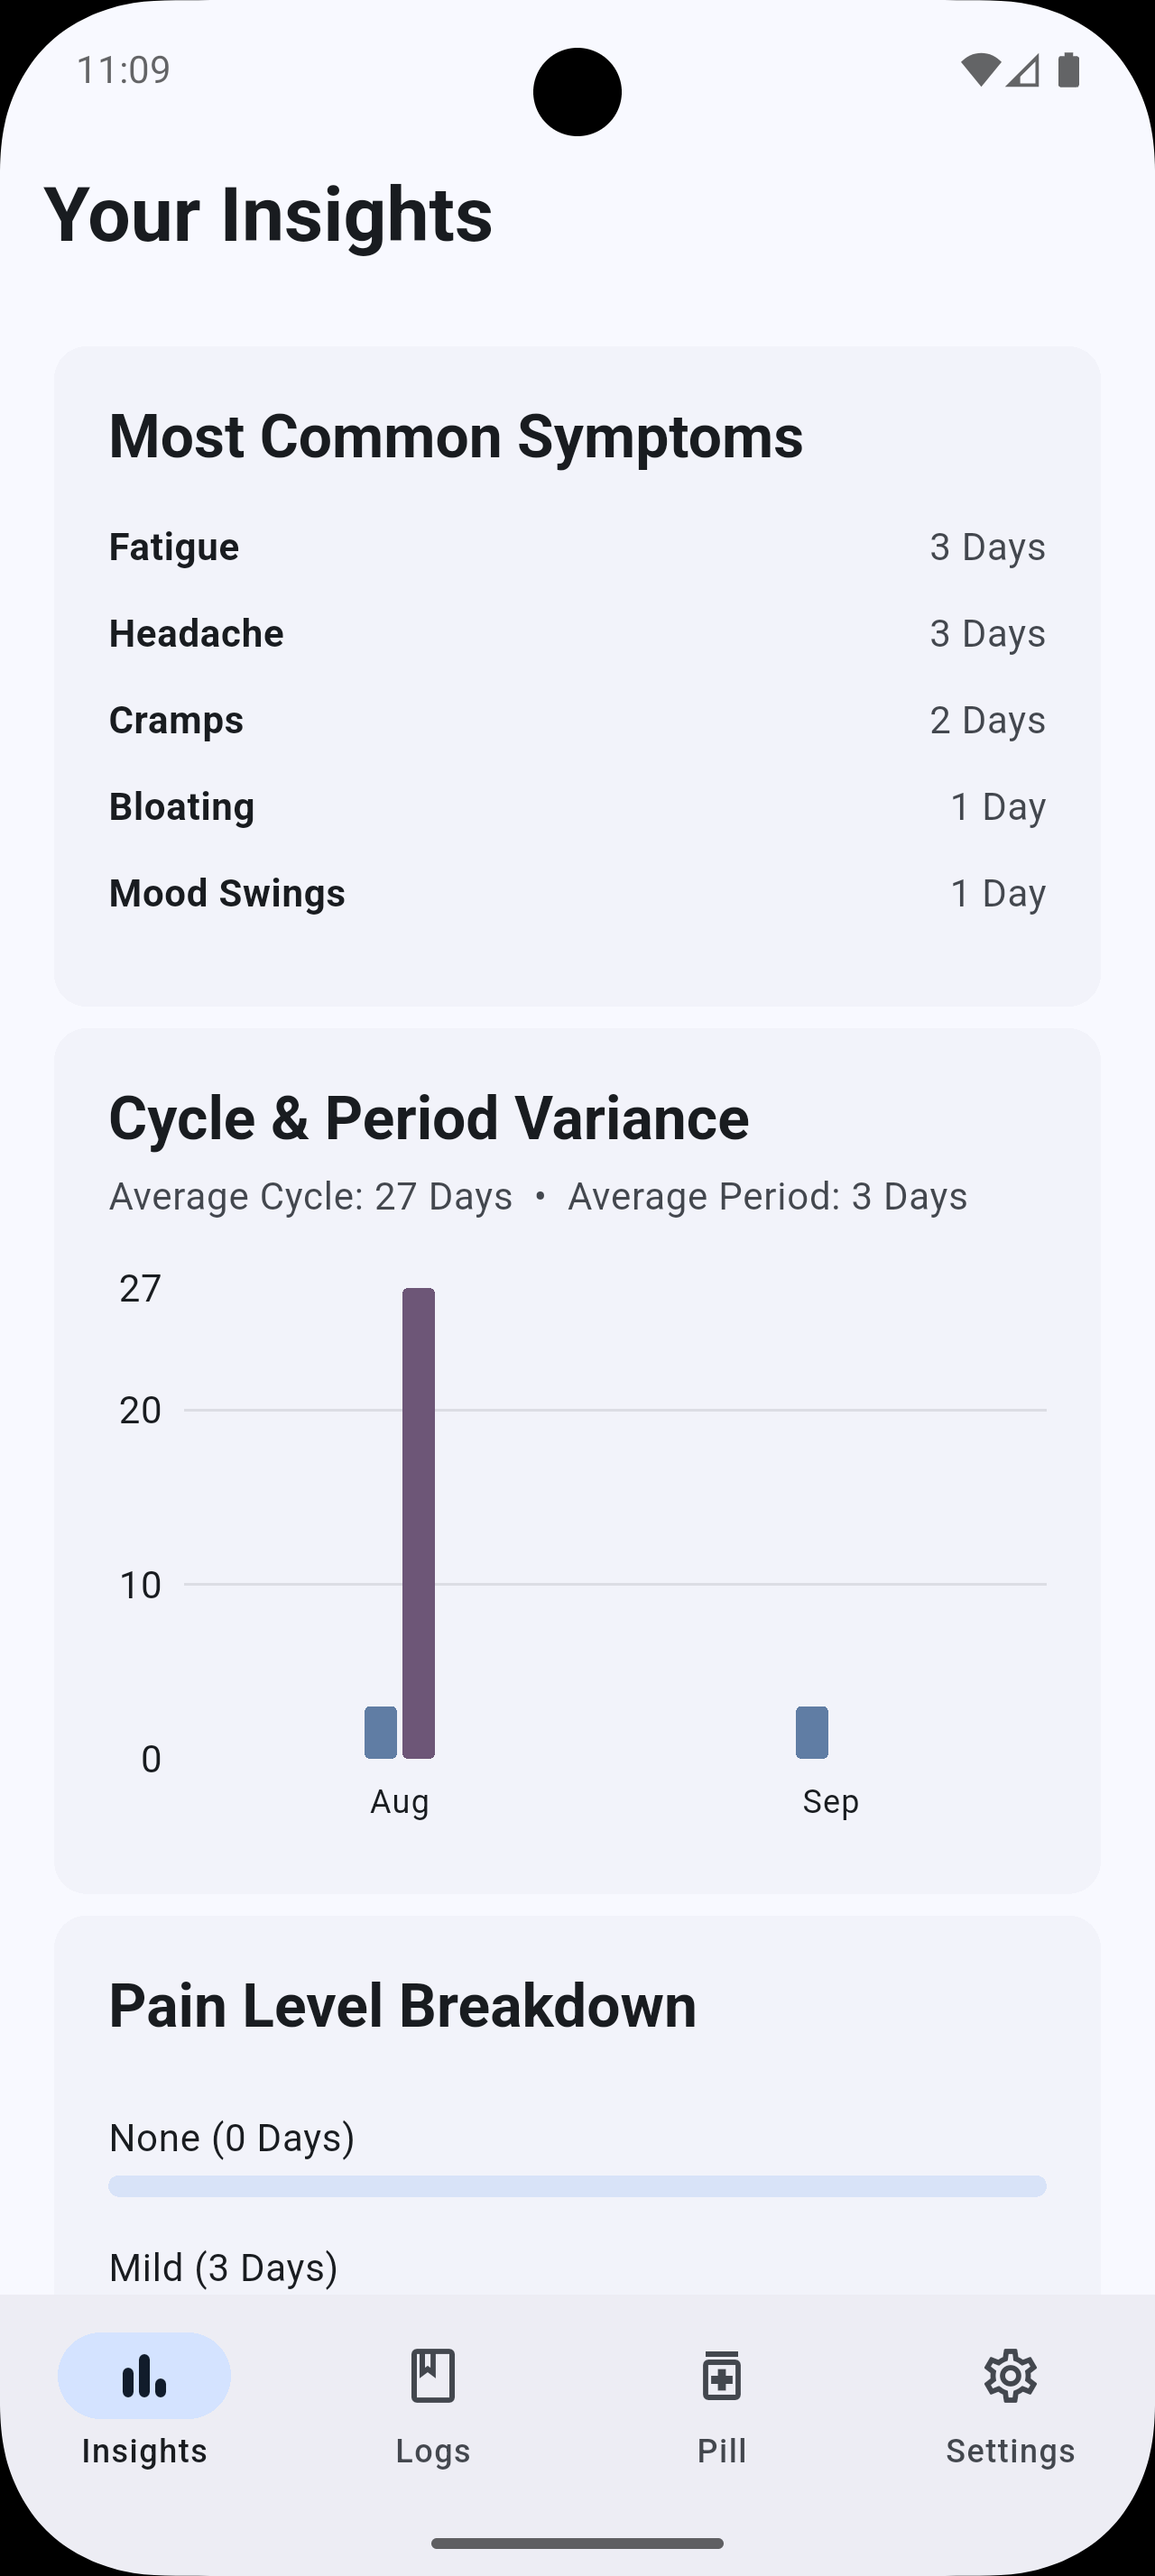 11:09
Your Insights
Most Common Symptoms
Fatigue 3 Days
Headache 3 Days
Cramps 2 Days
Bloating 1 Day
Mood Swings 1 Day
Cycle & Period Variance
Average Cycle: 27 Days • Average Period: 3 Days
27
20
10
0
Aug Sep
Pain Level Breakdown
None (0 Days)
Mild (3 Days)
Insights Logs Pill Settings